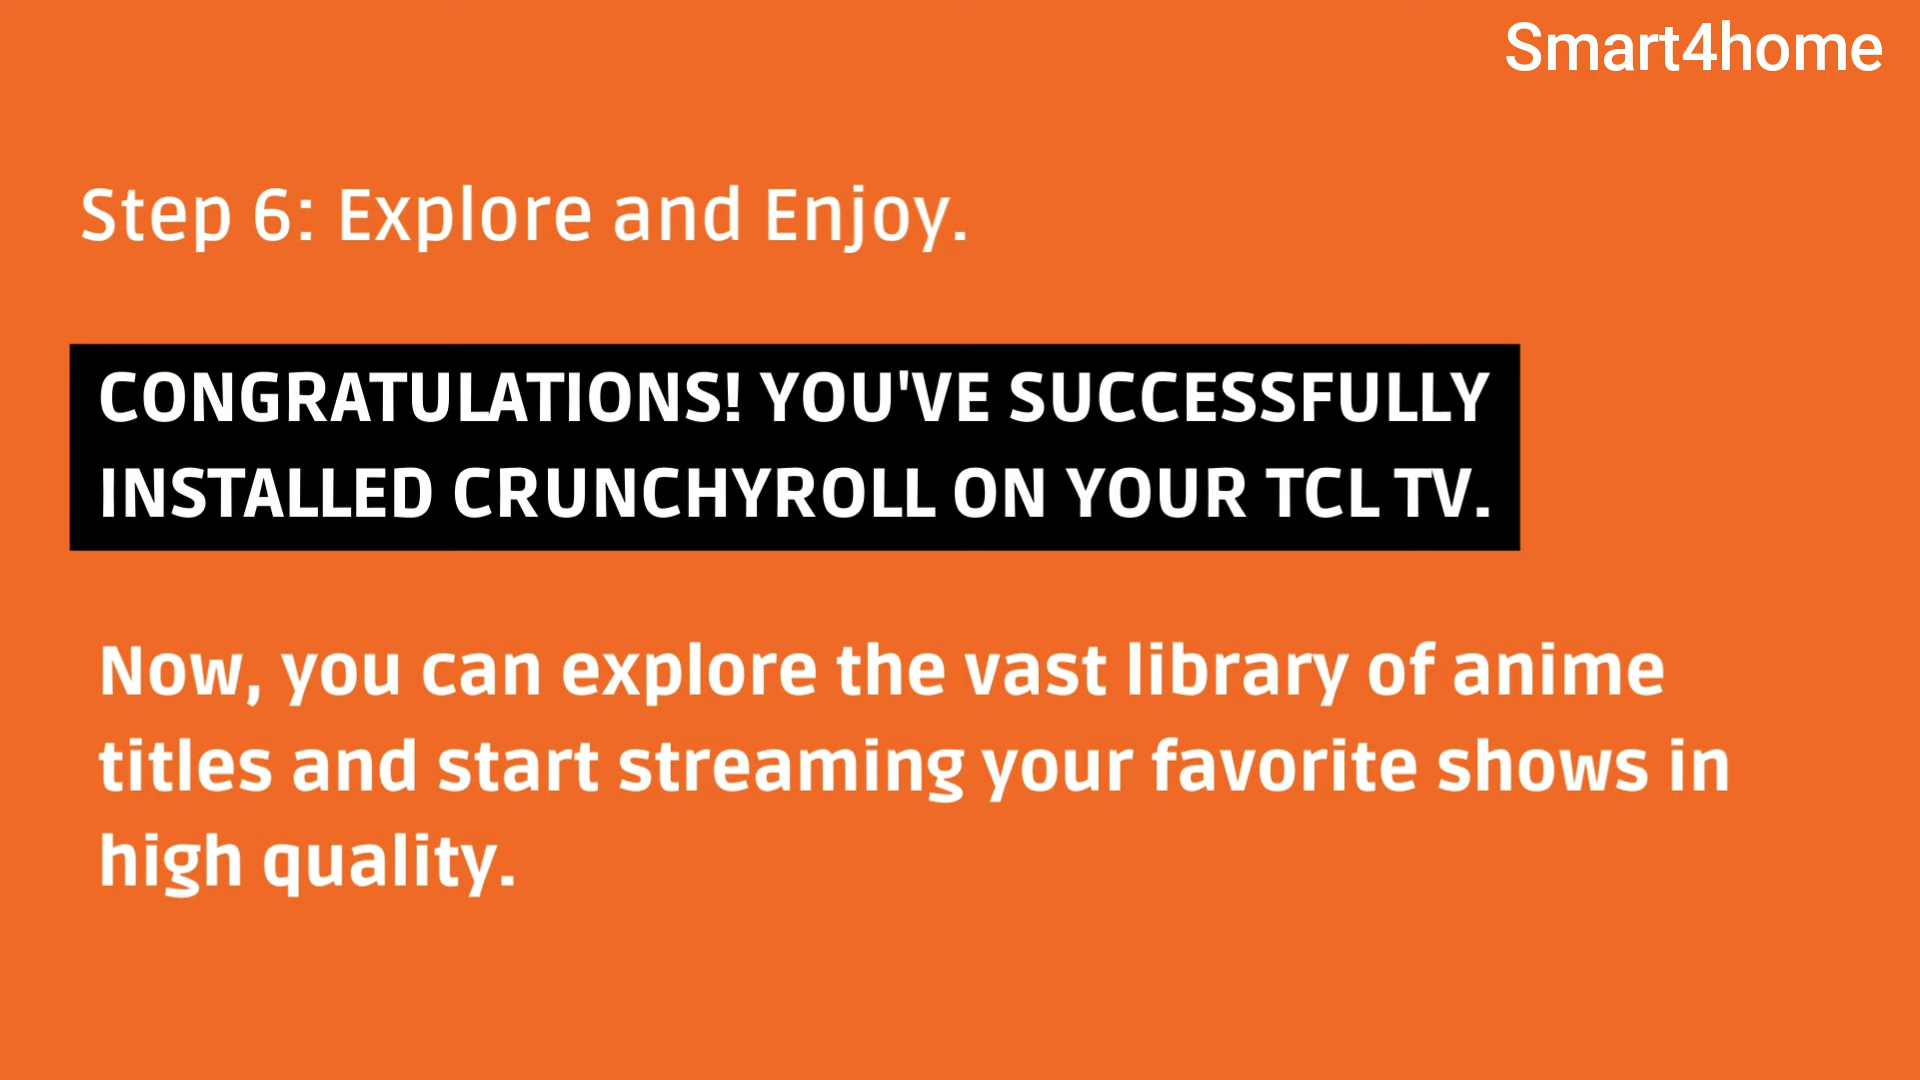 Smart4home
Step 6: Explore and Enjoy.
CONGRATULATIONS! YOU'VE SUCCESSFULLY
INSTALLED CRUNCHYROLL ON YOUR TCL TV.
Now, you can explore the vast library of anime
titles and start streaming your favorite shows in
high quality.